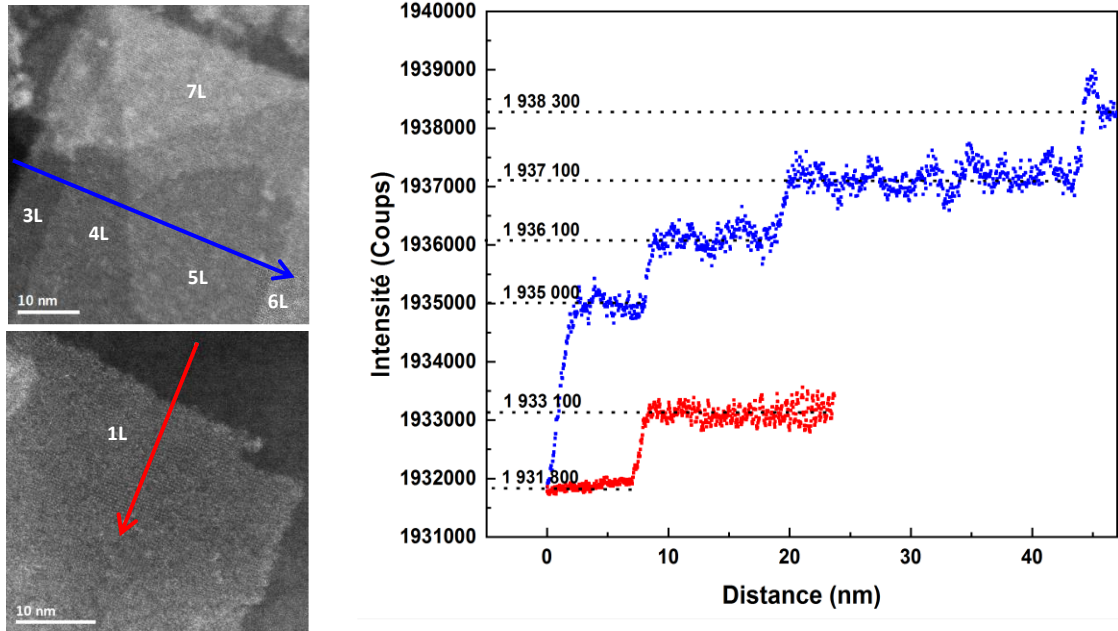 7L
3L
4L
5L
6L
10 nm
1L
10 nm
Intensité (Coups)
1940000
1939000
1938000
1937000
1936000
1935000
1934000
1933000
1932000
1931000
1 938 300
1 937 100
1 936 100
1 935 000
1 933 100
1 931 800
0
10
20
30
40
Distance (nm)